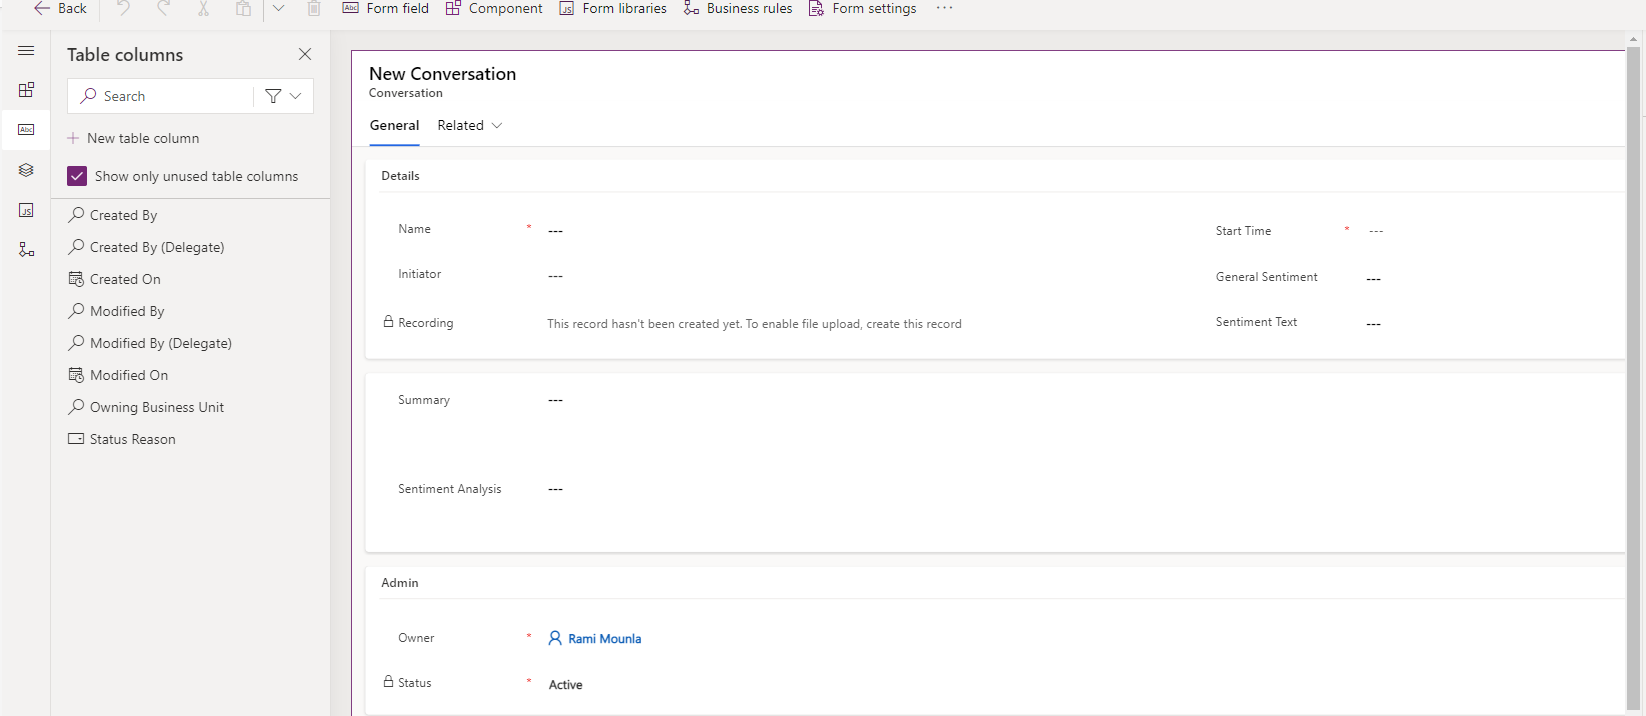 Back Form field Component Form libraries Business rules Form settings ...
Table columns
Search
New table column
Show only unused table columns
Created By
Created By (Delegate)
Created On
Modified By
Modified By (Delegate)
Modified On
Owning Business Unit
Status Reason
New Conversation
Conversation
General Related
Details
Name * ---
Initiator ---
Recording This record hasn't been created yet. To enable file upload, create this record
Start Time * ---
General Sentiment ---
Sentiment Text ---
Summary ---
Sentiment Analysis ---
Admin
Owner * Rami Mounla
Status * Active
Abc
JS
Abc
JS